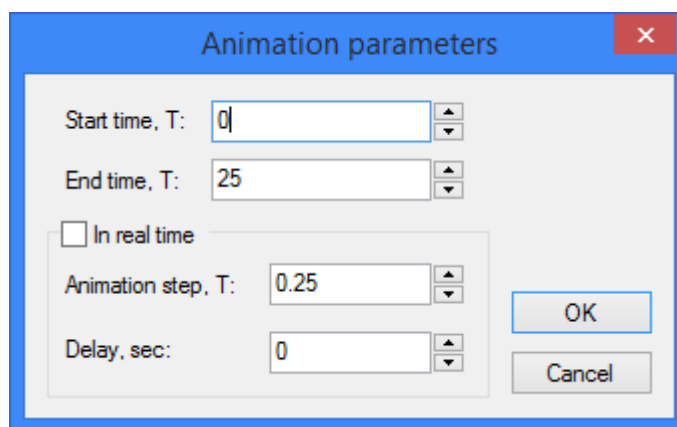 Animation parameters
Start time, T: 0
End time, T: 25
In real time
Animation step, T: 0.25
Delay, sec: 0
OK
Cancel